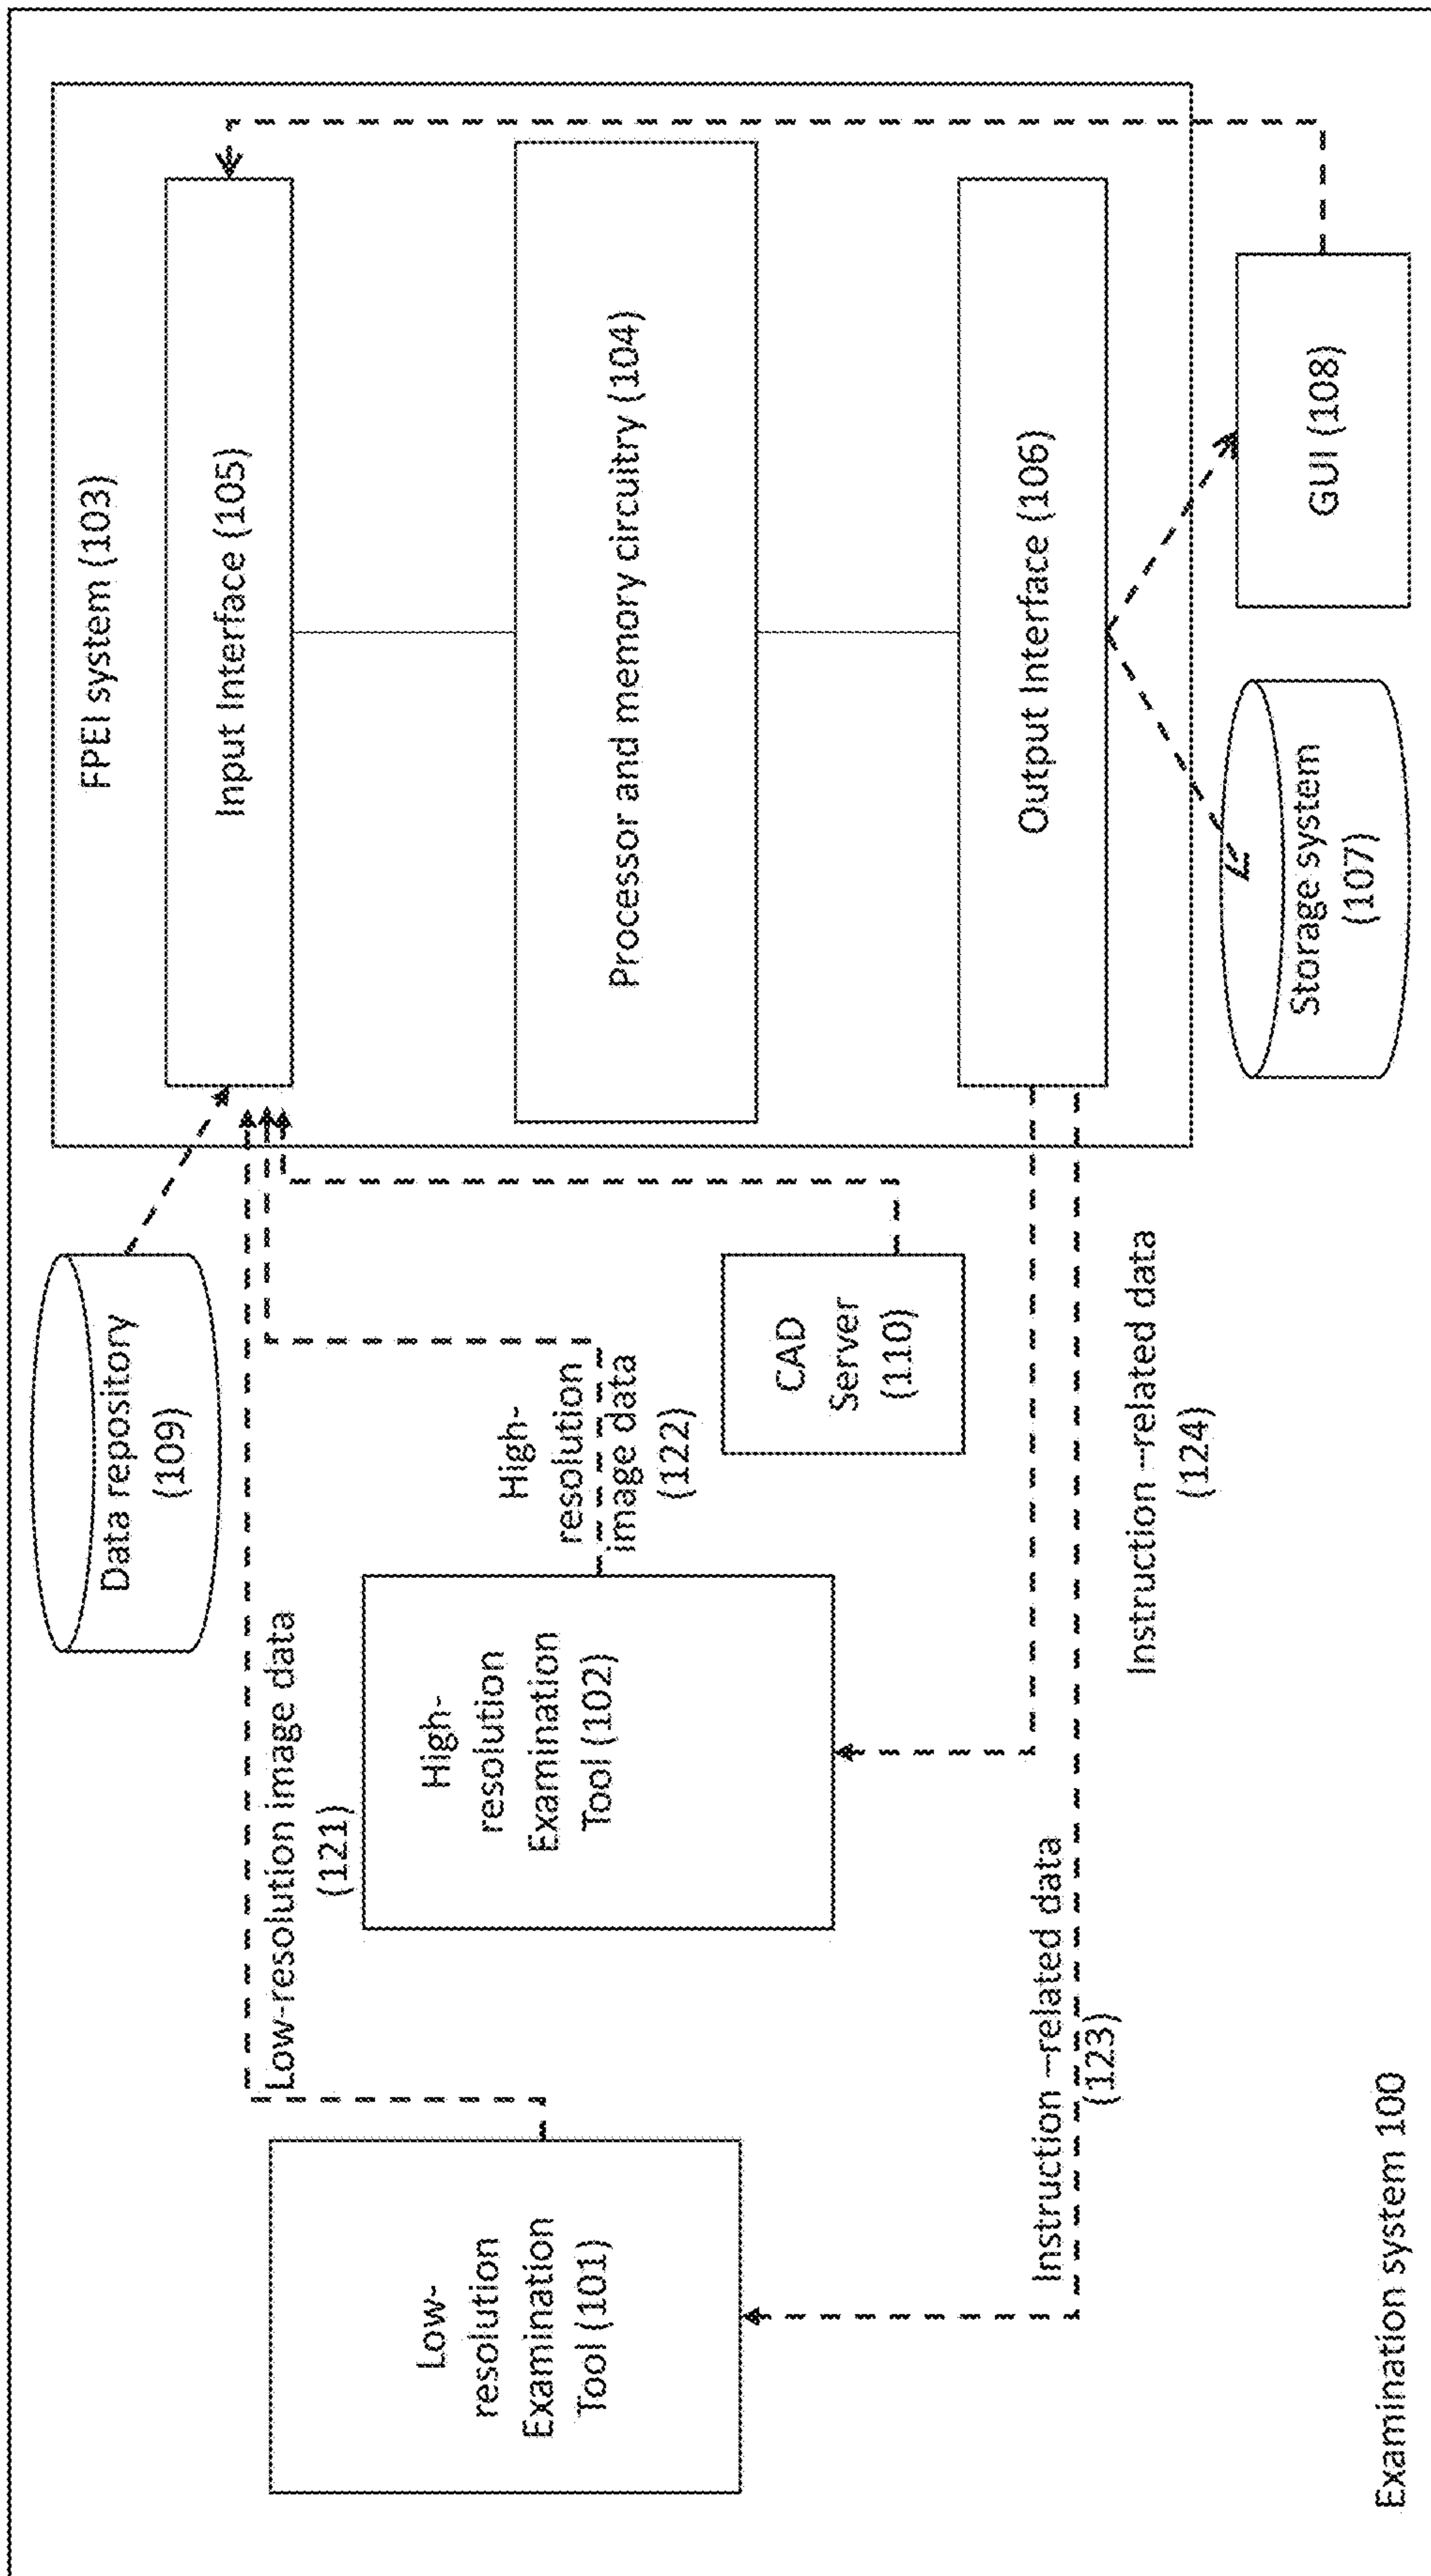 FPEI system (103)
Data repository
(109)
Input Interface (105)
Low-resolution image data
(121)
High-
resolution
image data
(122)
Low-
resolution
Examination
Tool (101)
High-
resolution
Examination
Tool (102)
CAD
Server
(110)
Processor and memory circuitry (104)
Instruction –related data
(123)
Instruction –related data
(124)
Output Interface (106)
Storage system
(107)
GUI (108)
Examination system 100